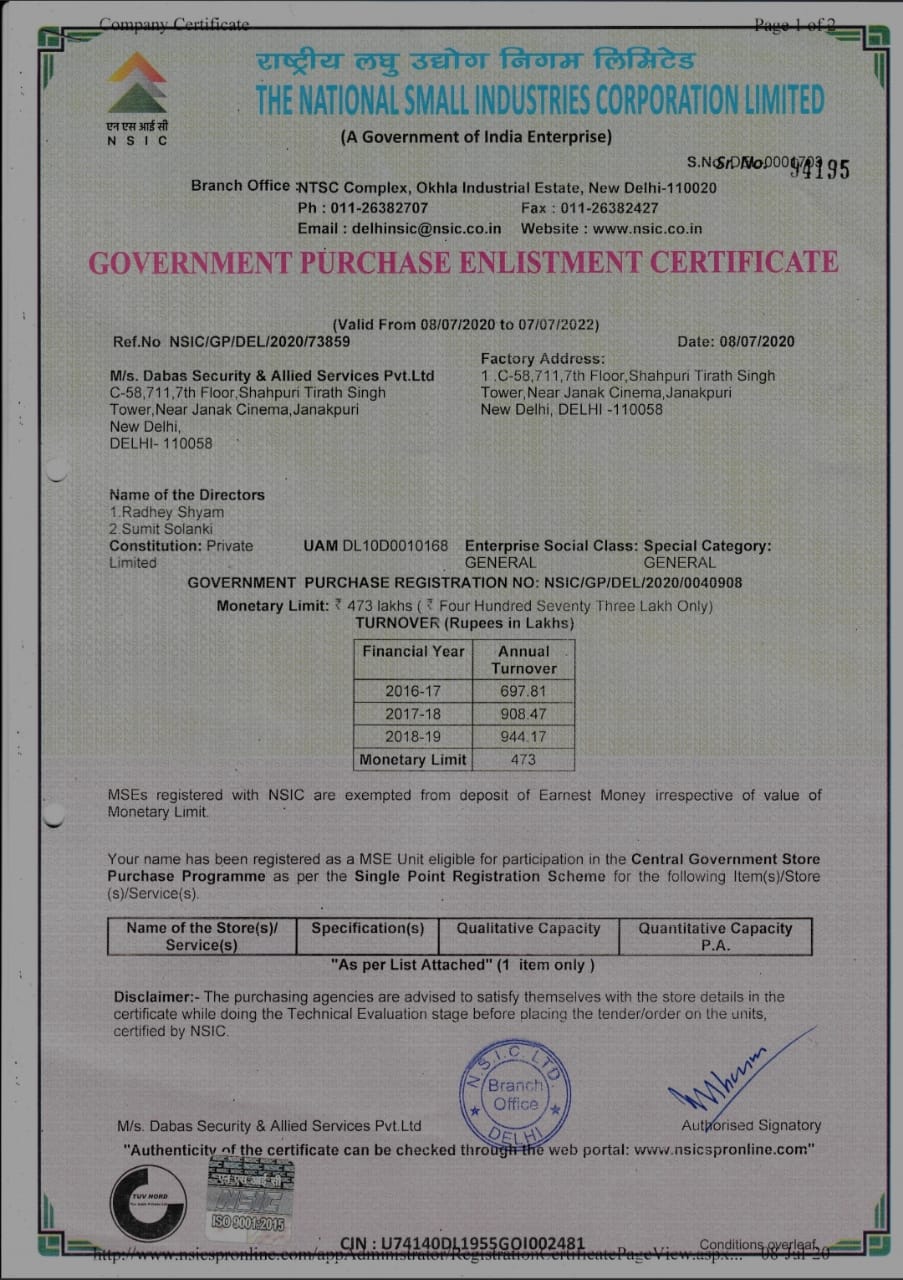 Company Certificate Page 1 of 2
राष्ट्रीय लघु उद्योग निगम लिमिटेड
THE NATIONAL SMALL INDUSTRIES CORPORATION LIMITED
एन एस आई सी
N S I C
(A Government of India Enterprise)
S.No. DEL 0001703 Sr. No. 94195
Branch Office : NTSC Complex, Okhla Industrial Estate, New Delhi-110020
Ph : 011-26382707 Fax : 011-26382427
Email : delhinsic@nsic.co.in Website : www.nsic.co.in
GOVERNMENT PURCHASE ENLISTMENT CERTIFICATE
(Valid From 08/07/2020 to 07/07/2022)
Ref.No NSIC/GP/DEL/2020/73859 Date: 08/07/2020
M/s. Dabas Security & Allied Services Pvt.Ltd
C-58,711,7th Floor,Shahpuri Tirath Singh
Tower,Near Janak Cinema,Janakpuri
New Delhi,
DELHI- 110058
Factory Address:
1 .C-58,711,7th Floor,Shahpuri Tirath Singh
Tower,Near Janak Cinema,Janakpuri
New Delhi, DELHI -110058
Name of the Directors
1.Radhey Shyam
2.Sumit Solanki
Constitution: Private Limited
UAM DL10D0010168
Enterprise Social Class: GENERAL
Special Category: GENERAL
GOVERNMENT PURCHASE REGISTRATION NO: NSIC/GP/DEL/2020/0040908
Monetary Limit: ₹ 473 lakhs ( ₹ Four Hundred Seventy Three Lakh Only)
TURNOVER (Rupees in Lakhs)
Financial Year Annual Turnover
2016-17 697.81
2017-18 908.47
2018-19 944.17
Monetary Limit 473
MSEs registered with NSIC are exempted from deposit of Earnest Money irrespective of value of
Monetary Limit.
Your name has been registered as a MSE Unit eligible for participation in the Central Government Store
Purchase Programme as per the Single Point Registration Scheme for the following Item(s)/Store
(s)/Service(s).
Name of the Store(s)/ Service(s) Specification(s) Qualitative Capacity Quantitative Capacity P.A.
"As per List Attached" (1 item only )
Disclaimer:- The purchasing agencies are advised to satisfy themselves with the store details in the
certificate while doing the Technical Evaluation stage before placing the tender/order on the units,
certified by NSIC.
N.S.I.C. LTD.
Branch
Office
DELHI
M/s. Dabas Security & Allied Services Pvt.Ltd Authorised Signatory
"Authenticity of the certificate can be checked through the web portal: www.nsicspronline.com"
TUV NORD
एन एस आई सी
NSIC
ISO 9001:2015
CIN : U74140DL1955GOI002481
Conditions overleaf
http://www.nsicspronline.com/appAdministrator/RegistrationCertificatePageView.aspx... 08-Jul-20